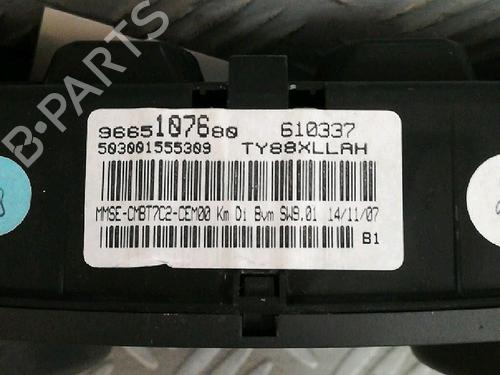 B-PARTS
9665107680 610337
503001555309 TY88XLLAH
MMSE-CMBT7C2-CEM00 Km Di Bvm SW9.01 14/11/07
B1